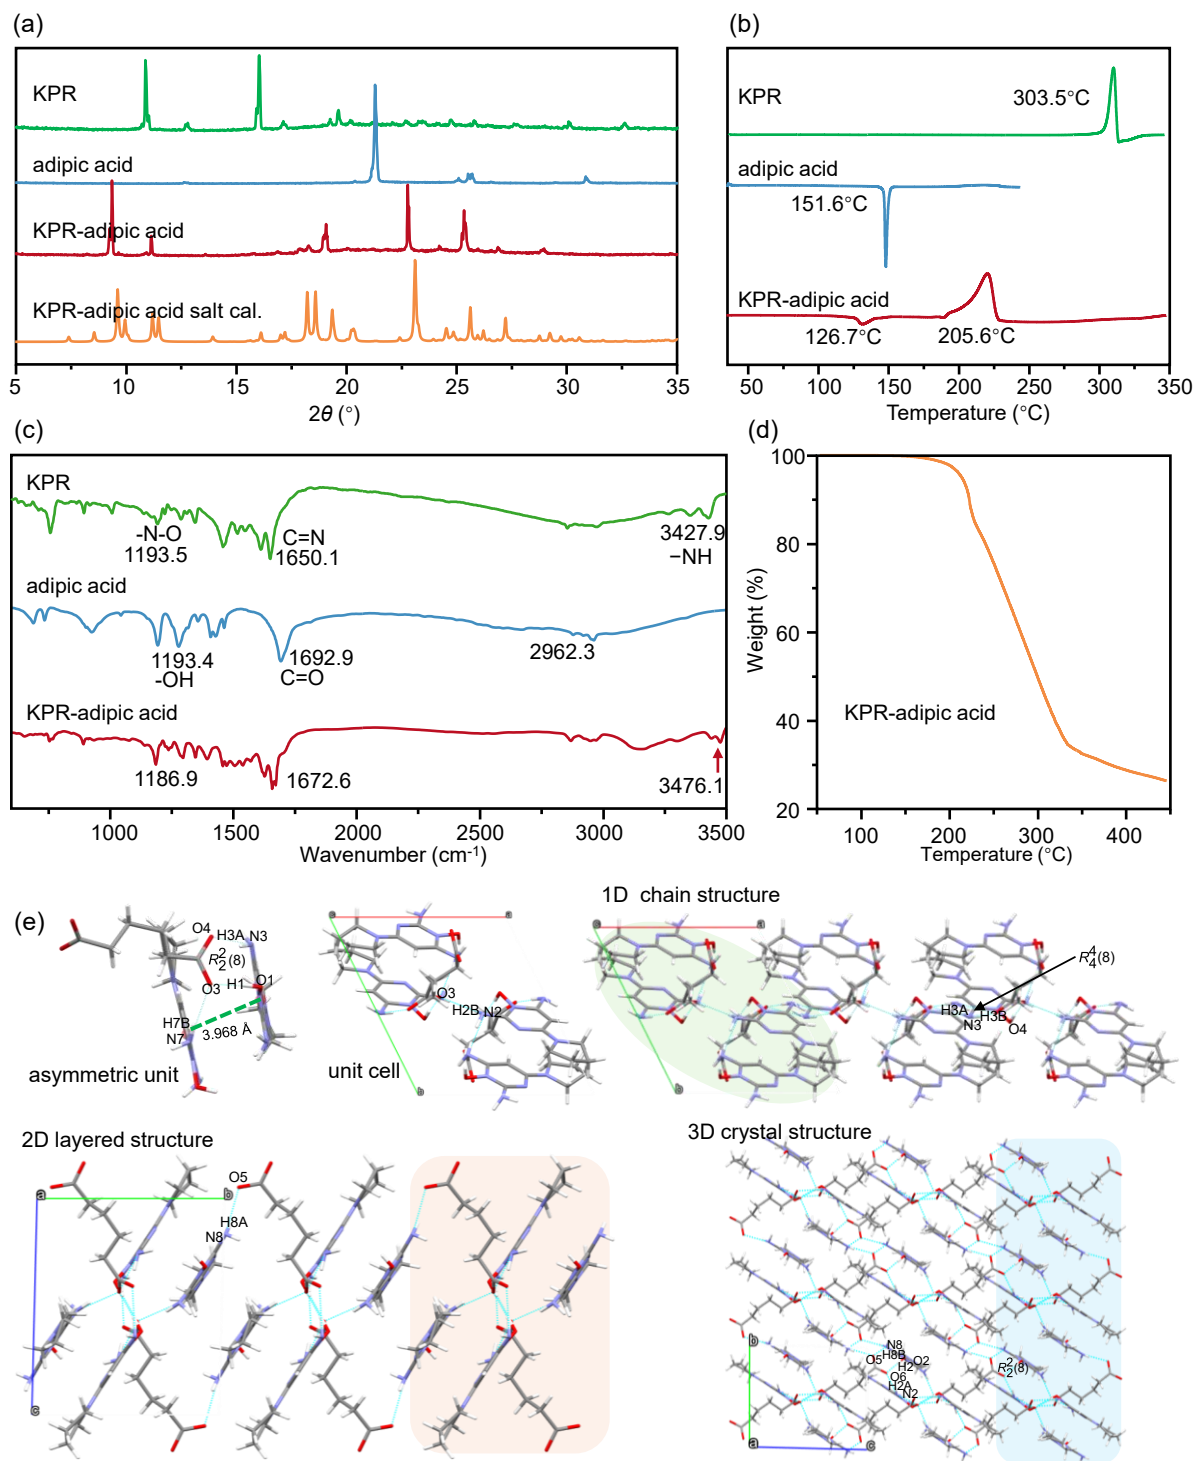 (a)
KPR
adipic acid
KPR-adipic acid
KPR-adipic acid salt cal.
5 10 15 20 25 30 35
2θ (°)
(b)
KPR
303.5°C
adipic acid
151.6°C
KPR-adipic acid
126.7°C
205.6°C
50 100 150 200 250 300 350
Temperature (°C)
(c)
KPR
-N-O
1193.5
C=N
1650.1
3427.9
−NH
adipic acid
1193.4
-OH
1692.9
C=O
2962.3
KPR-adipic acid
1186.9
1672.6
3476.1
1000 1500 2000 2500 3000 3500
Wavenumber (cm⁻¹)
(d)
100
80
60
40
20
Weight (%)
KPR-adipic acid
100 200 300 400
Temperature (°C)
(e)
O4
H3A
N3
R²₂(8)
O3
H1
O1
H7B
N7
3.968 Å
asymmetric unit
O3
H2B
N2
unit cell
b
1D chain structure
a
R⁴₄(8)
H3A
H3B
N3
O4
b
2D layered structure
O5
a
b
H8A
N8
c
3D crystal structure
b
N8
H8B
O5
O2
H2
O6
H2A
N2
R²₂(8)
a
c